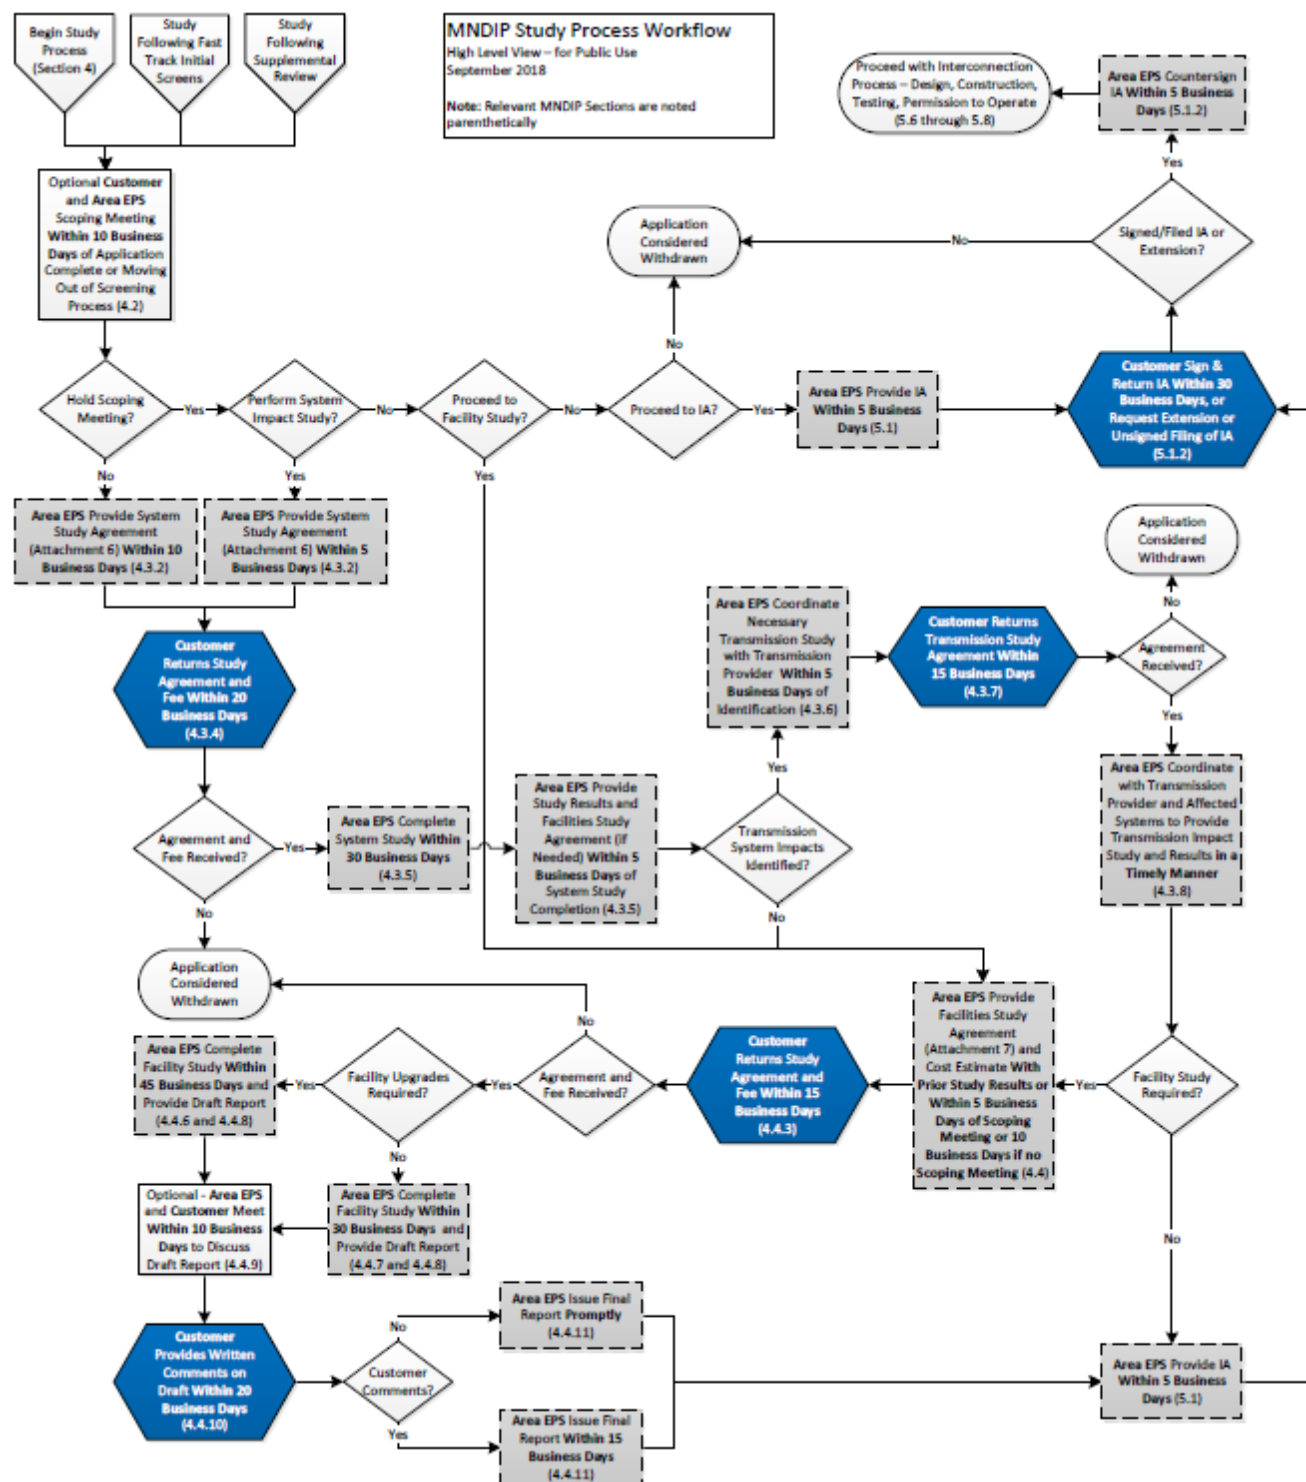 Begin Study
Process
(Section 4)
Study
Following Fast
Track Initial
Screens
Study
Following
Supplemental
Review
MNDIP Study Process Workflow
High Level View – for Public Use
September 2018
Note: Relevant MNDIP Sections are noted
parenthetically
Proceed with Interconnection
Process – Design, Construction,
Testing, Permission to Operate
(5.6 through 5.8)
Area EPS Countersign
IA Within 5 Business
Days (5.1.2)
Yes
Optional Customer
and Area EPS
Scoping Meeting
Within 10 Business
Days of Application
Complete or Moving
Out of Screening
Process (4.2)
Application
Considered
Withdrawn
No
Signed/Filed IA or
Extension?
No
Hold Scoping
Meeting?
Yes
Perform System
Impact Study?
No
Proceed to
Facility Study?
No
Proceed to IA?
Yes
Area EPS Provide IA
Within 5 Business
Days (5.1)
Customer Sign &
Return IA Within 30
Business Days, or
Request Extension or
Unsigned Filing of IA
(5.1.2)
No
Yes
Yes
Area EPS Provide System
Study Agreement
(Attachment 6) Within 10
Business Days (4.3.2)
Area EPS Provide System
Study Agreement
(Attachment 6) Within 5
Business Days (4.3.2)
Application
Considered
Withdrawn
No
Customer
Returns Study
Agreement and
Fee Within 20
Business Days
(4.3.4)
Area EPS Coordinate
Necessary
Transmission Study
with Transmission
Provider Within 5
Business Days of
Identification (4.3.6)
Customer Returns
Transmission Study
Agreement Within
15 Business Days
(4.3.7)
Agreement
Received?
Yes
Yes
Agreement and
Fee Received?
Yes
Area EPS Complete
System Study Within
30 Business Days
(4.3.5)
Area EPS Provide
Study Results and
Facilities Study
Agreement (if
Needed) Within 5
Business Days of
System Study
Completion (4.3.5)
Transmission
System Impacts
Identified?
Area EPS Coordinate
with Transmission
Provider and Affected
Systems to Provide
Transmission Impact
Study and Results in a
Timely Manner
(4.3.8)
No
No
Application
Considered
Withdrawn
No
Area EPS Complete
Facility Study Within
45 Business Days and
Provide Draft Report
(4.4.6 and 4.4.8)
Yes
Facility Upgrades
Required?
Yes
Agreement and
Fee Received?
Customer
Returns Study
Agreement and
Fee Within 15
Business Days
(4.4.3)
Area EPS Provide
Facilities Study
Agreement
(Attachment 7) and
Cost Estimate With
Prior Study Results or
Within 5 Business
Days of Scoping
Meeting or 10
Business Days if no
Scoping Meeting (4.4)
Yes
Facility Study
Required?
No
No
Optional - Area EPS
and Customer Meet
Within 10 Business
Days to Discuss
Draft Report (4.4.9)
Area EPS Complete
Facility Study Within
30 Business Days and
Provide Draft Report
(4.4.7 and 4.4.8)
Customer
Provides Written
Comments on
Draft Within 20
Business Days
(4.4.10)
No
Customer
Comments?
Yes
Area EPS Issue Final
Report Promptly
(4.4.11)
Area EPS Issue Final
Report Within 15
Business Days
(4.4.11)
Area EPS Provide IA
Within 5 Business
Days (5.1)